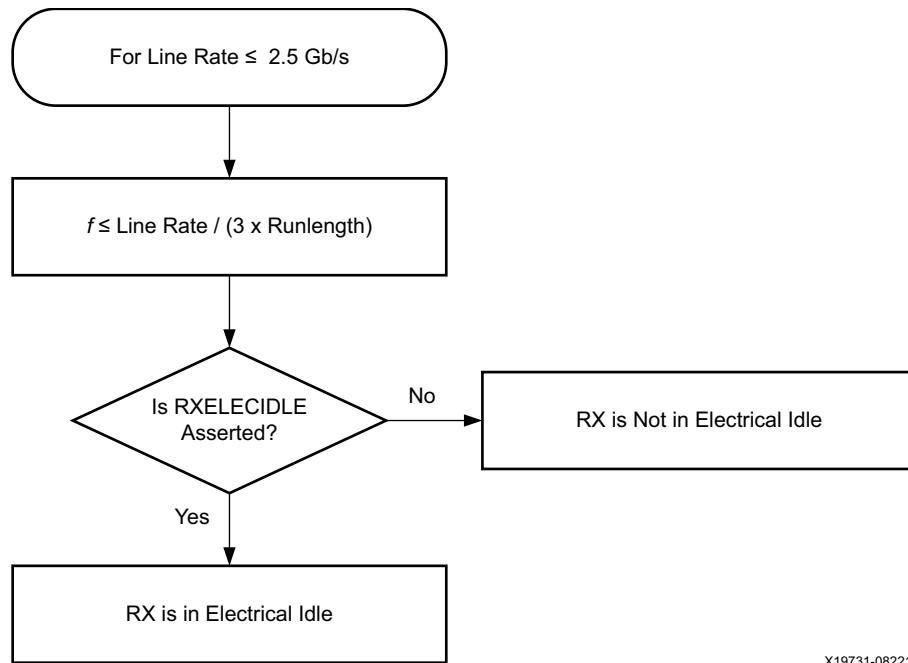 For Line Rate ≤ 2.5 Gb/s
f ≤ Line Rate / (3 x Runlength)
Is RXELECIDLE
Asserted?
No
RX is Not in Electrical Idle
Yes
RX is in Electrical Idle